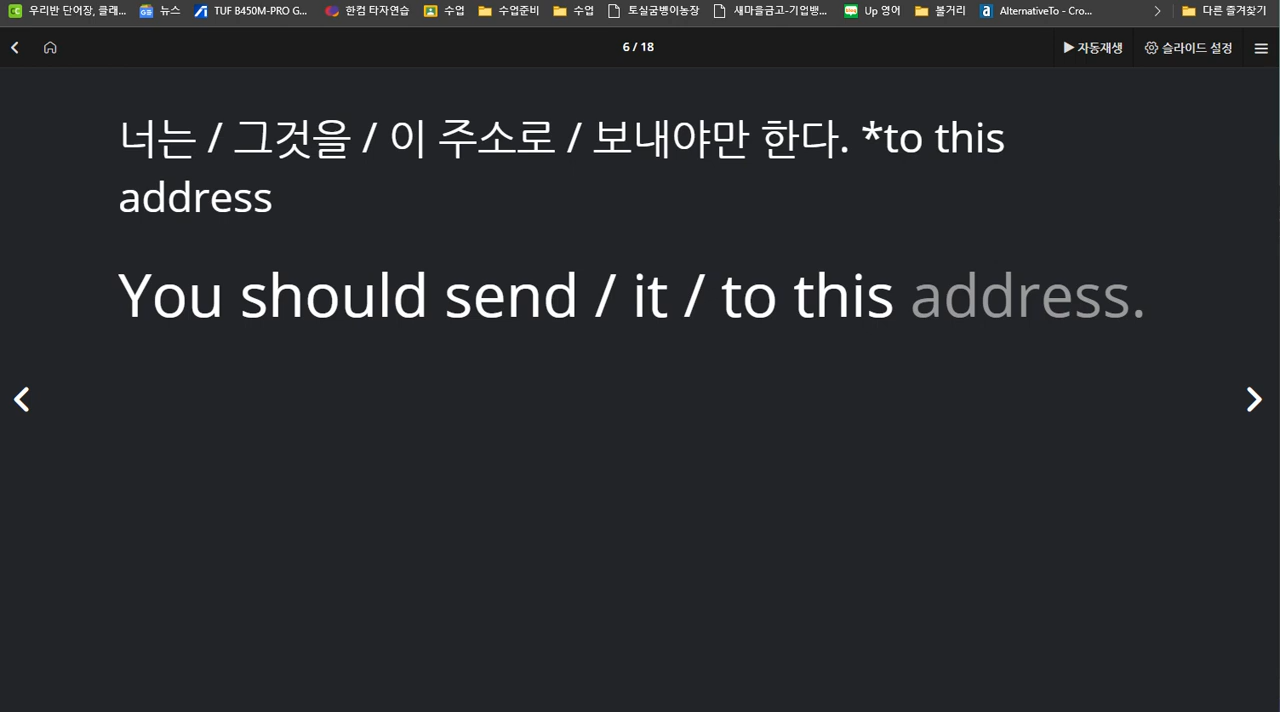 우리반 단어장, 클래... 뉴스 TUF B450M-PRO G... 한컴 타자연습 수업 수업준비 수업 토실굼벵이농장 새마을금고-기업뱅... Up 영어 볼거리 AlternativeTo - Cro... 다른 즐겨찾기
6 / 18 자동재생 슬라이드 설정
너는 / 그것을 / 이 주소로 / 보내야만 한다. *to this
address
You should send / it / to this address.